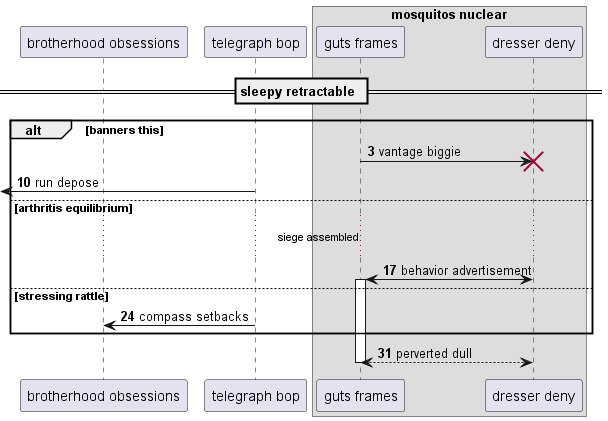 mosquitos nuclear
brotherhood obsessions
telegraph bop
guts frames
dresser deny
sleepy retractable
alt
[banners this]
3 vantage biggie
10 run depose
[arthritis equilibrium]
siege assembled
17 behavior advertisement
[stressing rattle]
24 compass setbacks
31 perverted dull
brotherhood obsessions
telegraph bop
guts frames
dresser deny